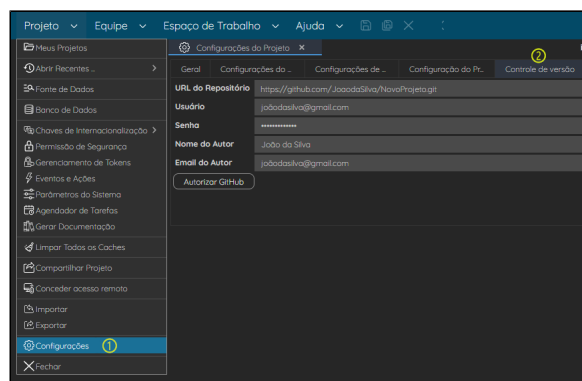 Projeto Equipe Espaço de Trabalho Ajuda
Meus Projetos
Abrir Recentes ..
Fonte de Dados
Banco de Dados
Chaves de Internacionalização
Permissão de Segurança
Gerenciamento de Tokens
Eventos e Ações
Parâmetros do Sistema
Agendador de Tarefas
Gerar Documentação
Limpar Todos os Caches
Compartilhar Projeto
Conceder acesso remoto
Importar
Exportar
Configurações 1
Fechar
Configurações do Projeto
2
Geral Configurações do ... Configurações de ... Configuração do Pr... Controle de versão
URL do Repositório https://github.com/JoaodaSilva/NovoProjeto.git
Usuário joãodasilva@gmail.com
Senha •••••••••••••
Nome do Autor João da Silva
Email do Autor joãodasilva@gmail.com
Autorizar GitHub